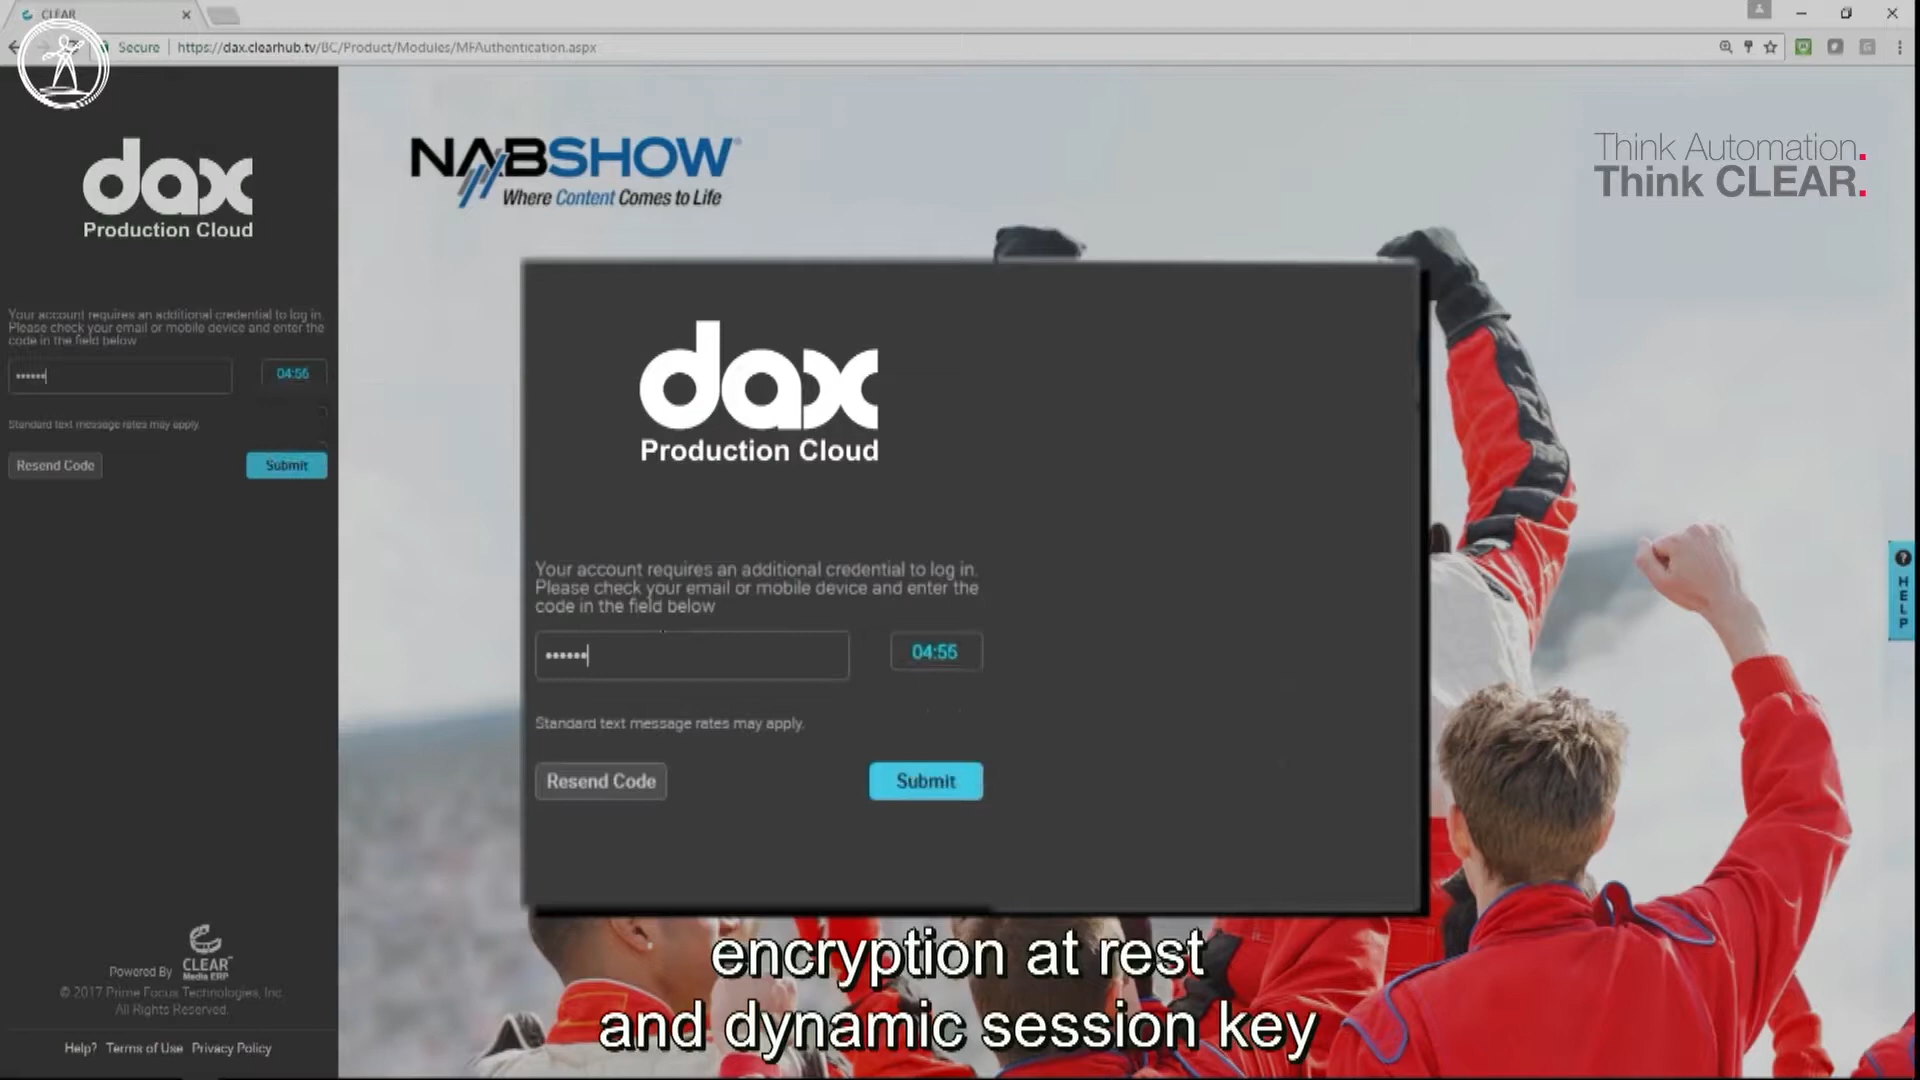 CLEAR
Secure
https://dax.clearhub.tv/BC/Product/Modules/MFAuthentication.aspx
dax
Production Cloud
Your account requires an additional credential to log in.
Please check your email or mobile device and enter the
code in the field below
04:55
Standard text message rates may apply.
Resend Code
Submit
Powered By
CLEAR
Media ERP
© 2017 Prime Focus Technologies, Inc.
All Rights Reserved.
Help? Terms of Use Privacy Policy
NABSHOW
Where Content Comes to Life
Think Automation.
Think CLEAR.
dax
Production Cloud
Your account requires an additional credential to log in.
Please check your email or mobile device and enter the
code in the field below
04:55
Standard text message rates may apply.
Resend Code
Submit
HELP
encryption at rest
and dynamic session key